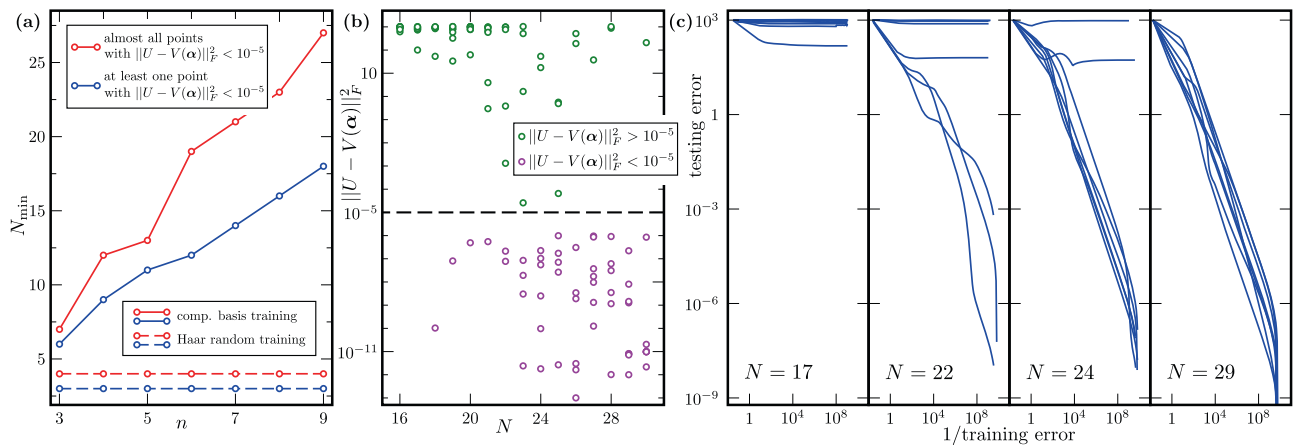 (a)
25
20
15
10
5
N_min
3
5
7
9
n
almost all points
with ||U − V(α)||²_F < 10⁻⁵
at least one point
with ||U − V(α)||²_F < 10⁻⁵
comp. basis training
Haar random training
(b)
10
10⁻⁵
10⁻¹¹
||U − V(α)||²_F
16
20
24
28
N
||U − V(α)||²_F > 10⁻⁵
||U − V(α)||²_F < 10⁻⁵
(c)
10³
1
10⁻³
10⁻⁶
10⁻⁹
testing error
N = 17
N = 22
N = 24
N = 29
1 10⁴ 10⁸
1 10⁴ 10⁸
1 10⁴ 10⁸
1 10⁴ 10⁸
1/training error